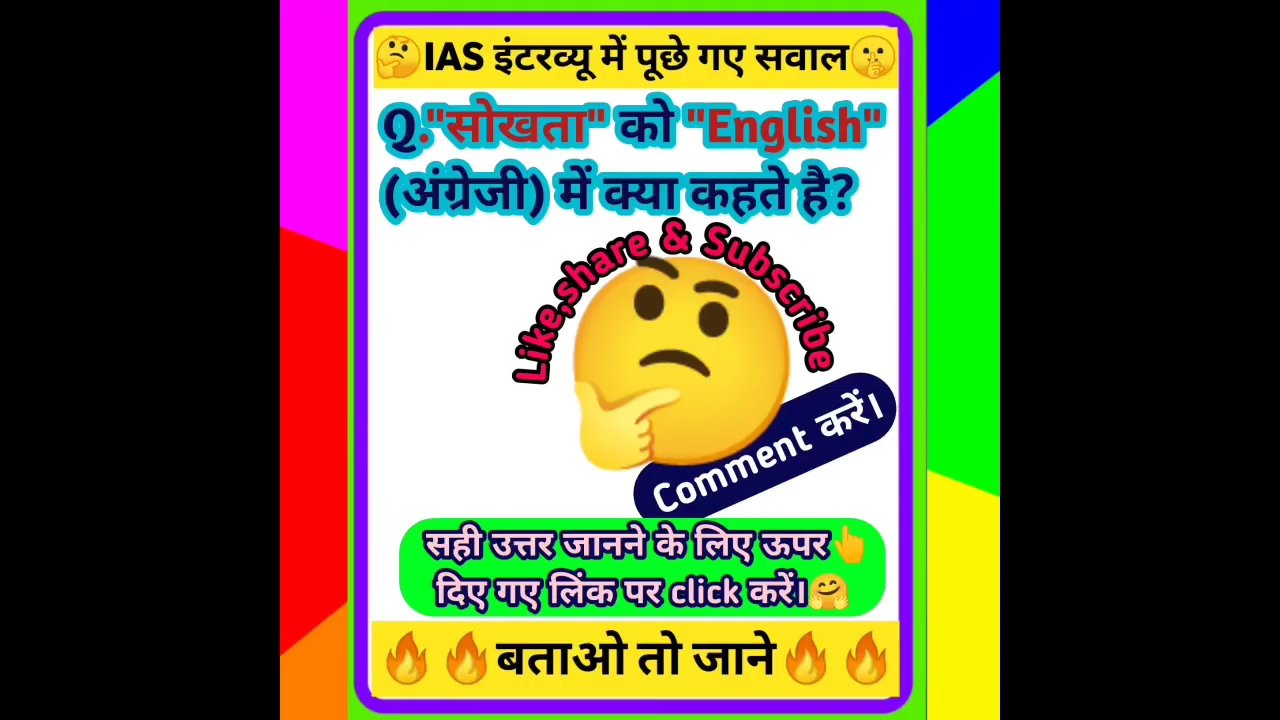 🤔IAS इंटरव्यू में पूछे गए सवाल🤫
Q."सोखता" को "English"
(अंग्रेजी) में क्या कहते है?
Like,share & Subscribe
Comment करें।
सही उत्तर जानने के लिए ऊपर👆
दिए गए लिंक पर click करें।🤗
🔥🔥बताओ तो जाने🔥🔥